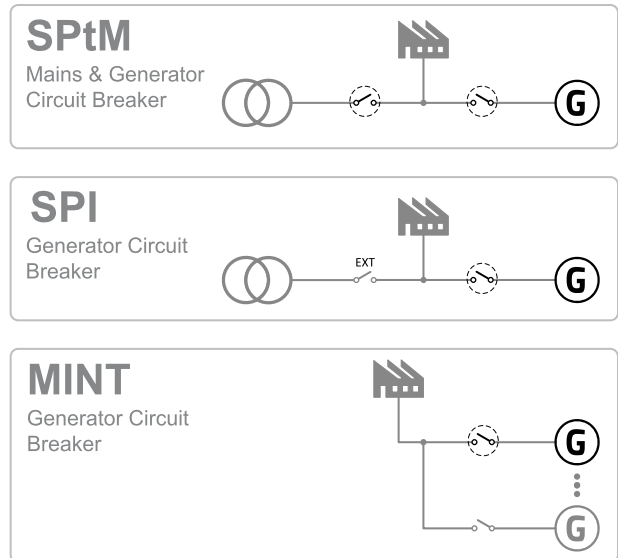 SPtM
Mains & Generator
Circuit Breaker
G
SPI
Generator Circuit
Breaker
EXT
G
MINT
Generator Circuit
Breaker
G
G